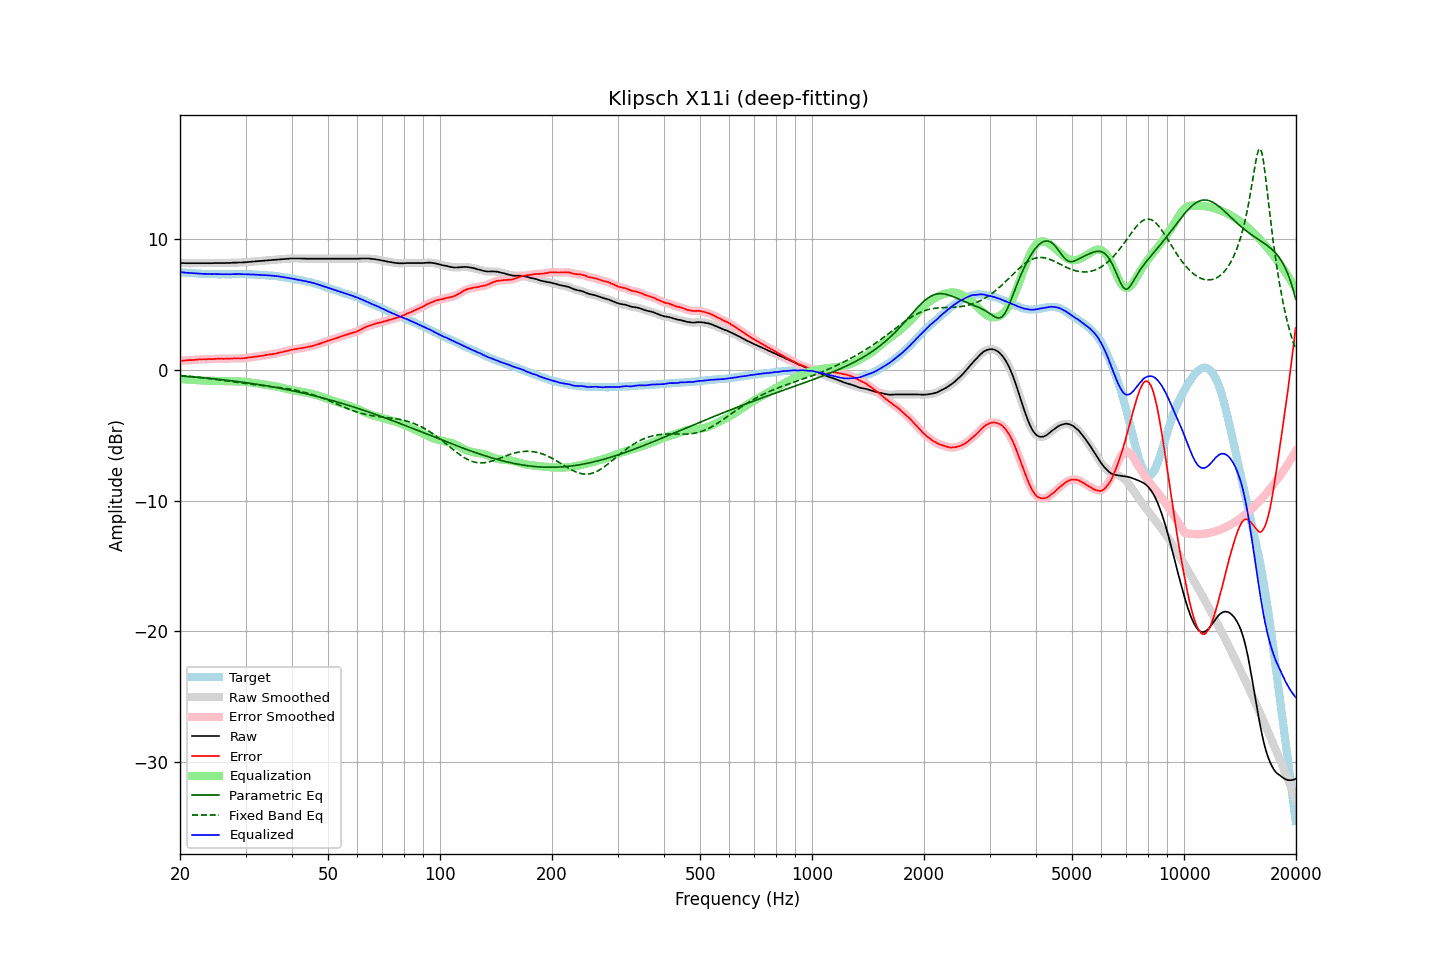 Klipsch X11i (deep-fitting)
Amplitude (dBr)
10
0
−10
−20
−30
Target
Raw Smoothed
Error Smoothed
Raw
Error
Equalization
Parametric Eq
Fixed Band Eq
Equalized
20 50 100 200 500 1000 2000 5000 10000 20000
Frequency (Hz)